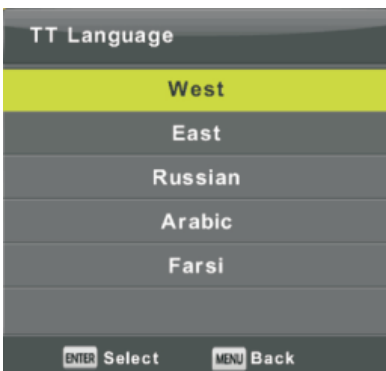 TT Language
West
East
Russian
Arabic
Farsi
ENTER Select MENU Back